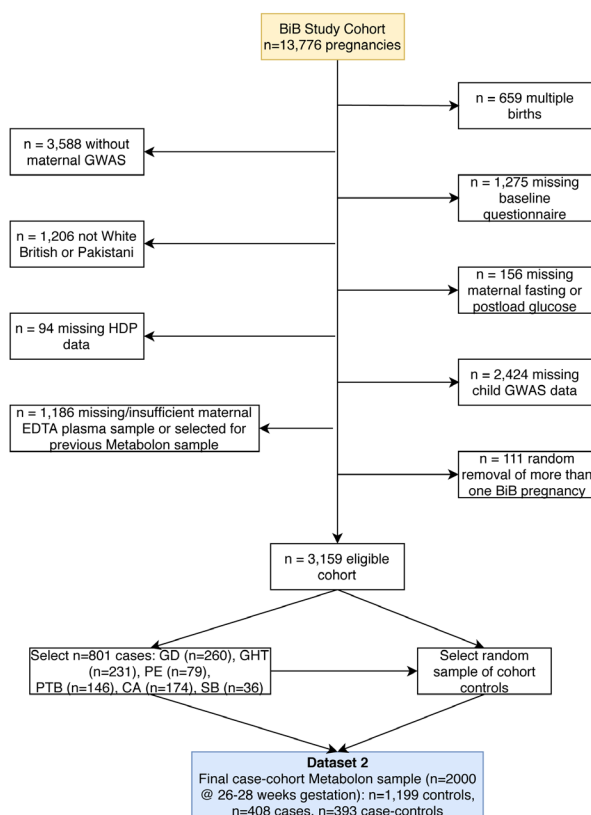 BiB Study Cohort
n=13,776 pregnancies
n = 659 multiple
births
n = 3,588 without
maternal GWAS
n = 1,275 missing
baseline
questionnaire
n = 1,206 not White
British or Pakistani
n = 156 missing
maternal fasting or
postload glucose
n = 94 missing HDP
data
n = 2,424 missing
child GWAS data
n = 1,186 missing/insufficient maternal
EDTA plasma sample or selected for
previous Metabolon sample
n = 111 random
removal of more than
one BiB pregnancy
n = 3,159 eligible
cohort
Select n=801 cases: GD (n=260), GHT
(n=231), PE (n=79),
PTB (n=146), CA (n=174), SB (n=36)
Select random
sample of cohort
controls
Dataset 2
Final case-cohort Metabolon sample (n=2000
@ 26-28 weeks gestation): n=1,199 controls,
n=408 cases, n=393 case-controls